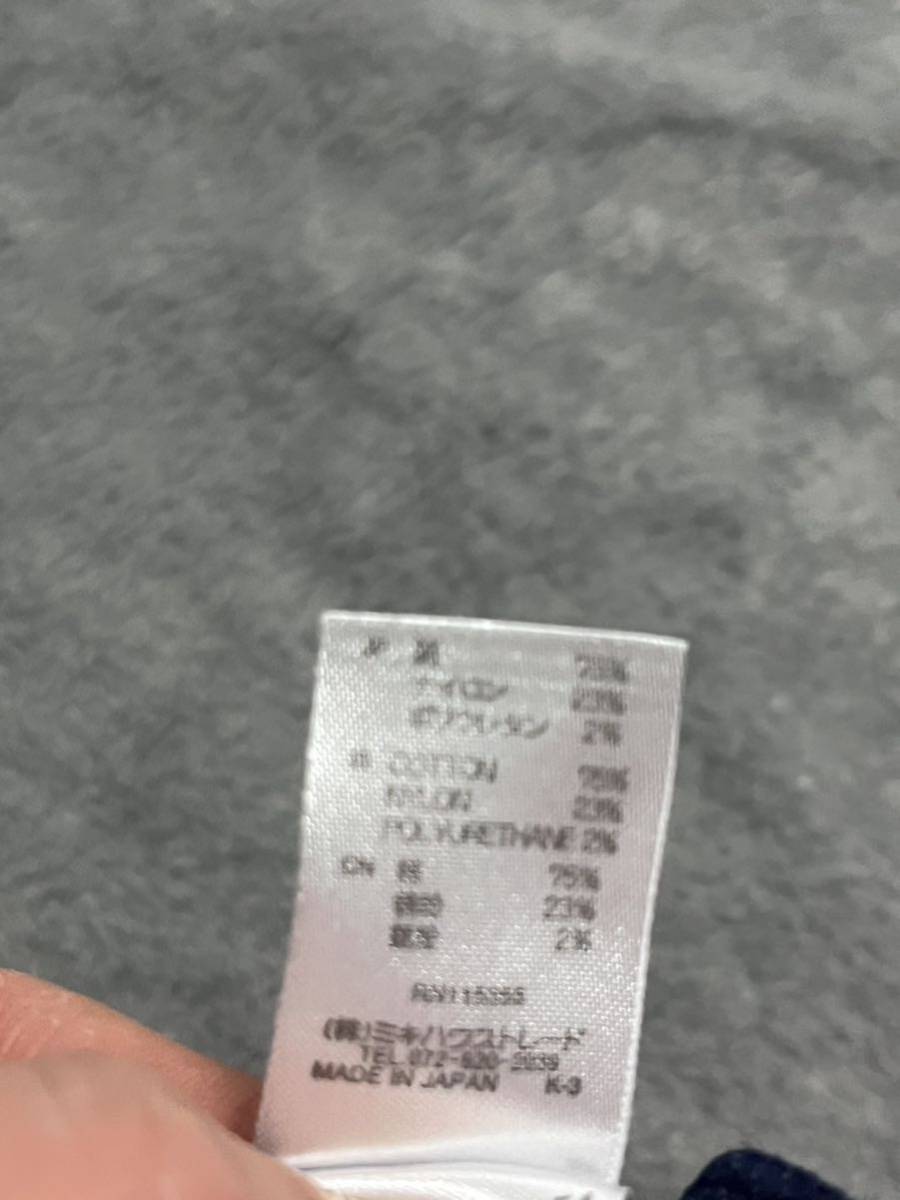 JP 綿 75%
ナイロン 23%
ポリウレタン 2%
COTTON 75%
NYLON 23%
POLYURETHANE 2%
CN 棉 75%
锦纶 23%
氨纶 2%
RN115355
(株)ミキハウストレード
TEL 072-920-2039
MADE IN JAPAN K-3